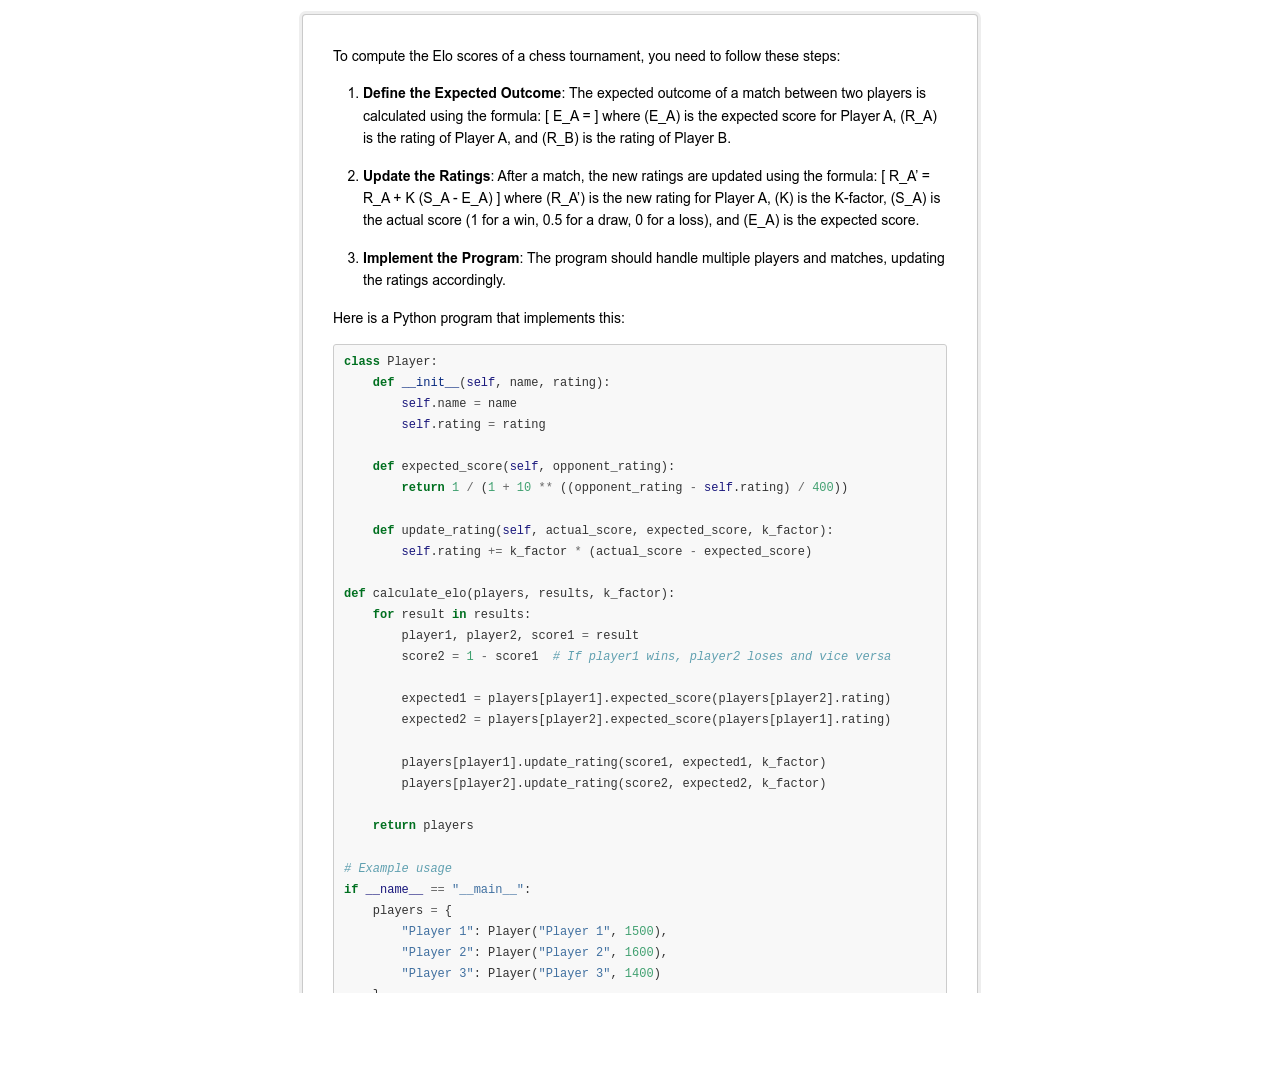 To compute the Elo scores of a chess tournament, you need to follow these steps:
1. Define the Expected Outcome: The expected outcome of a match between two players is
calculated using the formula: [ E_A = ] where (E_A) is the expected score for Player A, (R_A)
is the rating of Player A, and (R_B) is the rating of Player B.
2. Update the Ratings: After a match, the new ratings are updated using the formula: [ R_A’ =
R_A + K (S_A - E_A) ] where (R_A’) is the new rating for Player A, (K) is the K-factor, (S_A) is
the actual score (1 for a win, 0.5 for a draw, 0 for a loss), and (E_A) is the expected score.
3. Implement the Program: The program should handle multiple players and matches, updating
the ratings accordingly.
Here is a Python program that implements this:
class Player:
    def __init__(self, name, rating):
        self.name = name
        self.rating = rating

    def expected_score(self, opponent_rating):
        return 1 / (1 + 10 ** ((opponent_rating - self.rating) / 400))

    def update_rating(self, actual_score, expected_score, k_factor):
        self.rating += k_factor * (actual_score - expected_score)

def calculate_elo(players, results, k_factor):
    for result in results:
        player1, player2, score1 = result
        score2 = 1 - score1  # If player1 wins, player2 loses and vice versa

        expected1 = players[player1].expected_score(players[player2].rating)
        expected2 = players[player2].expected_score(players[player1].rating)

        players[player1].update_rating(score1, expected1, k_factor)
        players[player2].update_rating(score2, expected2, k_factor)

    return players

# Example usage
if __name__ == "__main__":
    players = {
        "Player 1": Player("Player 1", 1500),
        "Player 2": Player("Player 2", 1600),
        "Player 3": Player("Player 3", 1400)